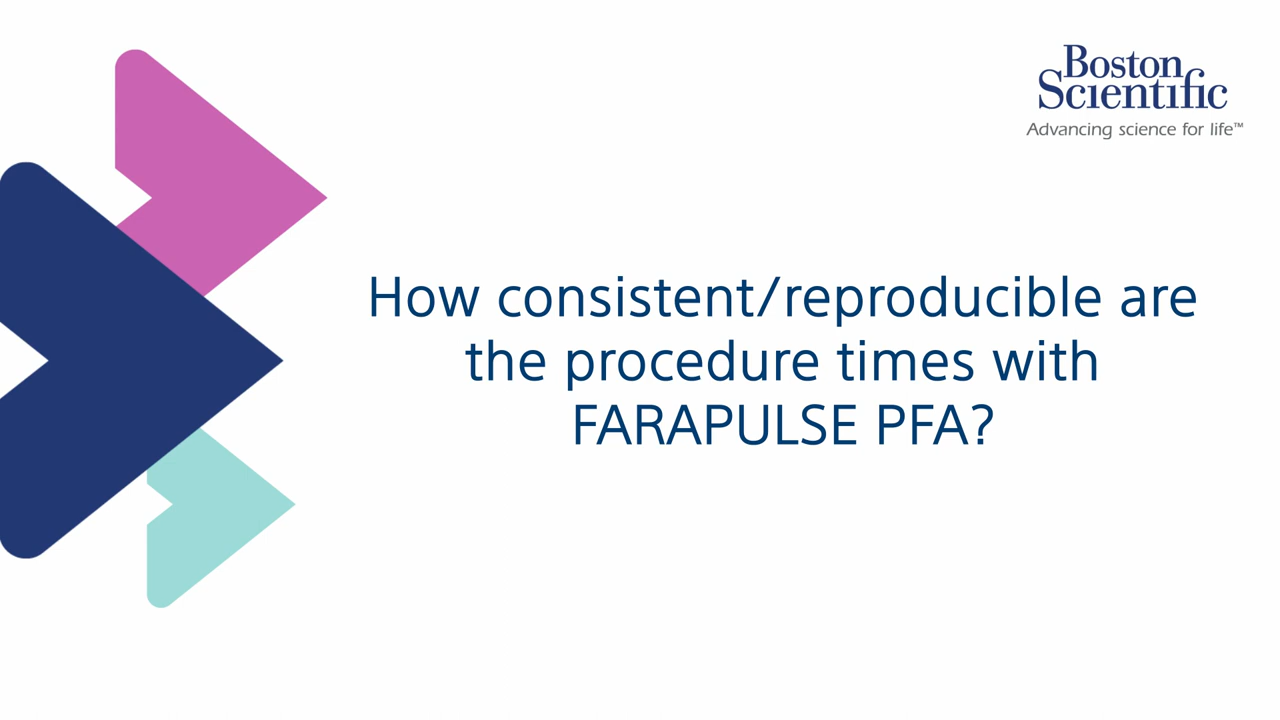 Boston
Scientific
Advancing science for life™
How consistent/reproducible are
the procedure times with
FARAPULSE PFA?